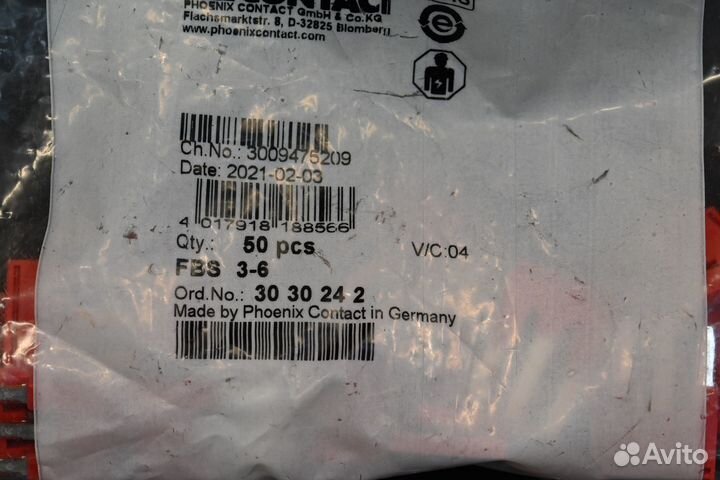 CONTACT
PHOENIX CONTACT GmbH & Co.KG
Flachsmarktstr. 8, D-32825 Blomberg
www.phoenixcontact.com
e
Ch.No.: 3009475209
Date: 2021-02-03
4 017918 188566
Qty.: 50 pcs
V/C:04
FBS 3-6
Ord.No.: 30 30 24 2
Made by Phoenix Contact in Germany
Avito